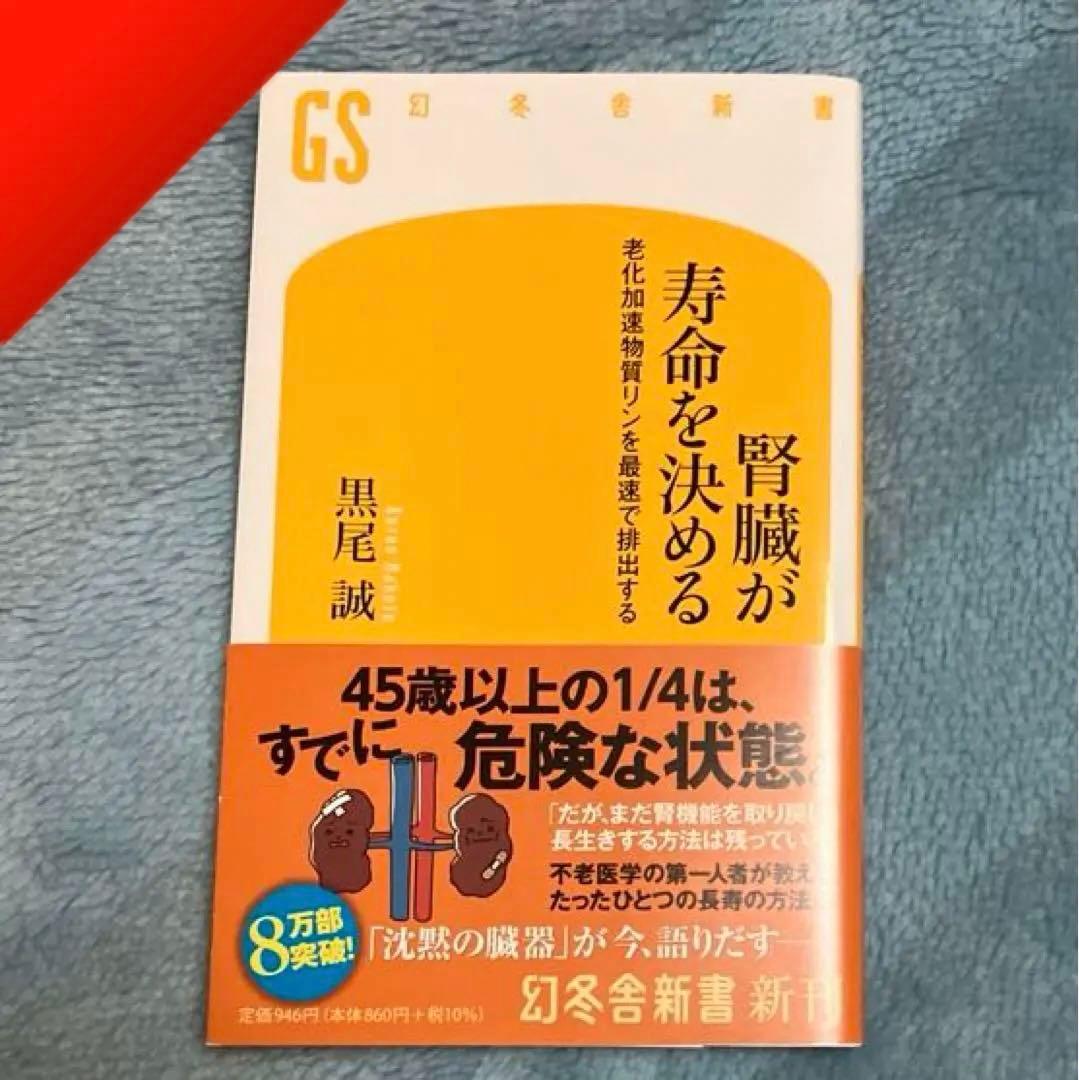 GS
幻冬舎新書
腎臓が
寿命を決める
老化加速物質リンを最速で排出する
黒尾 誠
Kuroo Makoto
45歳以上の1/4は、
すでに危険な状態。
「だが、まだ腎機能を取り戻し
長生きする方法は残ってい
不老医学の第一人者が教え
たったひとつの長寿の方法
8万部
突破!
「沈黙の臓器」が今、語りだす―
定価946円(本体860円+税10%)
幻冬舎新書 新刊